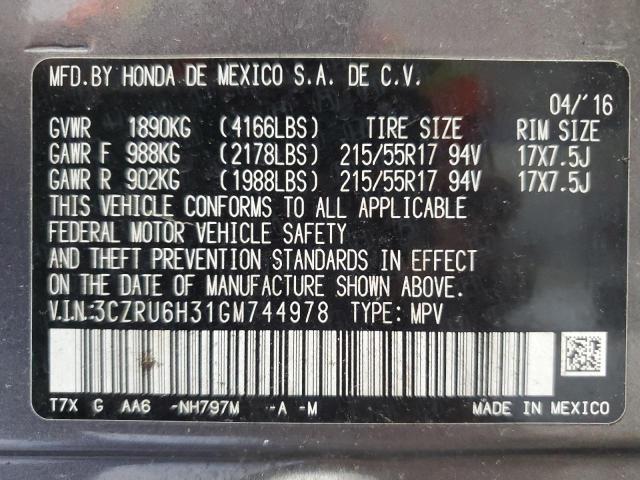 MFD.BY HONDA DE MEXICO S.A. DE C.V.
04/'16
GVWR 1890KG (4166LBS) TIRE SIZE RIM SIZE
GAWR F 988KG (2178LBS) 215/55R17 94V 17X7.5J
GAWR R 902KG (1988LBS) 215/55R17 94V 17X7.5J
THIS VEHICLE CONFORMS TO ALL APPLICABLE
FEDERAL MOTOR VEHICLE SAFETY
AND THEFT PREVENTION STANDARDS IN EFFECT
ON THE DATE OF MANUFACTURE SHOWN ABOVE.
V.I.N:3CZRU6H31GM744978 TYPE: MPV
T7X G AA6 -NH797M -A -M MADE IN MEXICO